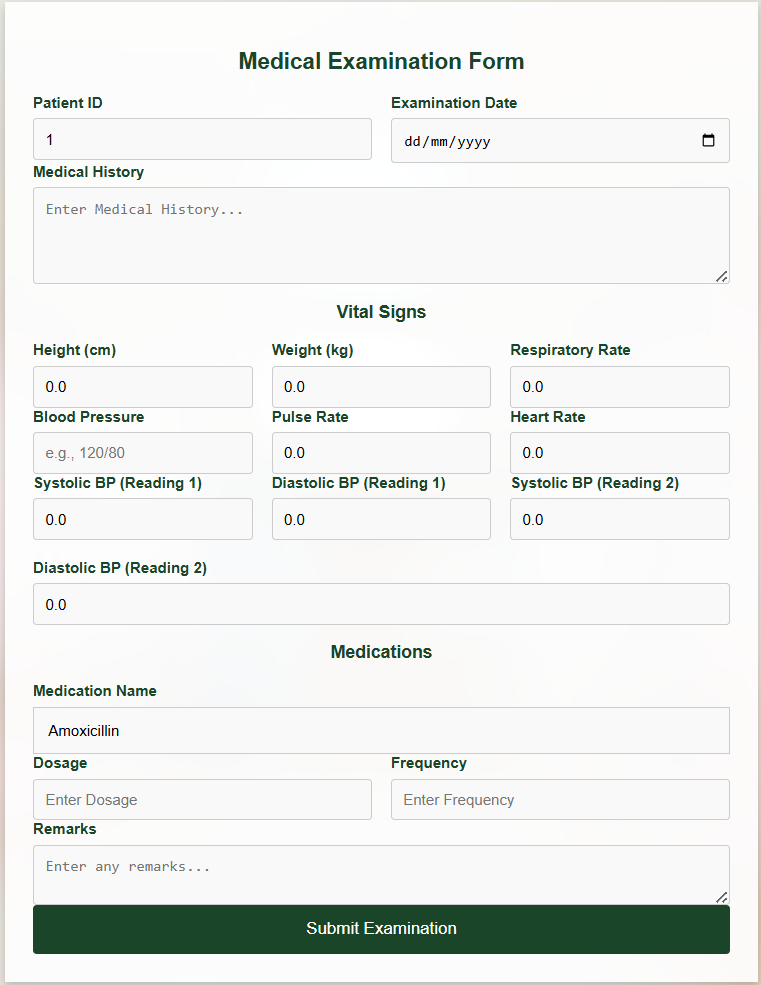 Medical Examination Form
Patient ID Examination Date
1 dd/mm/yyyy
Medical History
Enter Medical History...
Vital Signs
Height (cm) Weight (kg) Respiratory Rate
0.0 0.0 0.0
Blood Pressure Pulse Rate Heart Rate
e.g., 120/80 0.0 0.0
Systolic BP (Reading 1) Diastolic BP (Reading 1) Systolic BP (Reading 2)
0.0 0.0 0.0
Diastolic BP (Reading 2)
0.0
Medications
Medication Name
Amoxicillin
Dosage Frequency
Enter Dosage Enter Frequency
Remarks
Enter any remarks...
Submit Examination